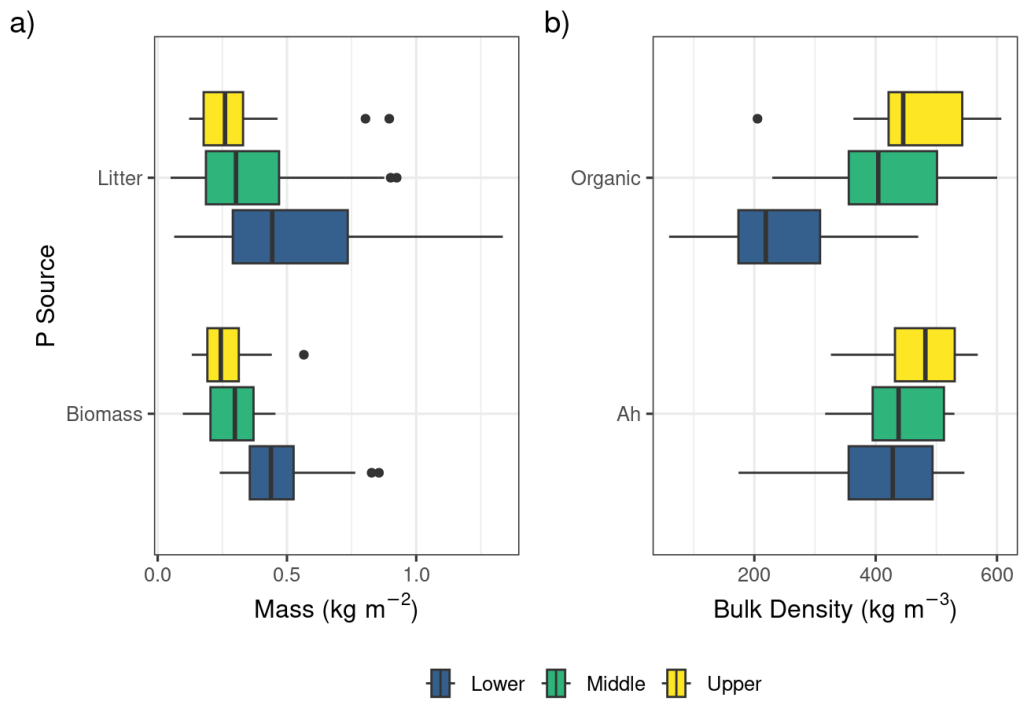 a)
b)
P Source
Litter
Biomass
0.0 0.5 1.0
Mass (kg m⁻²)
Organic
Ah
200 400 600
Bulk Density (kg m⁻³)
Lower Middle Upper